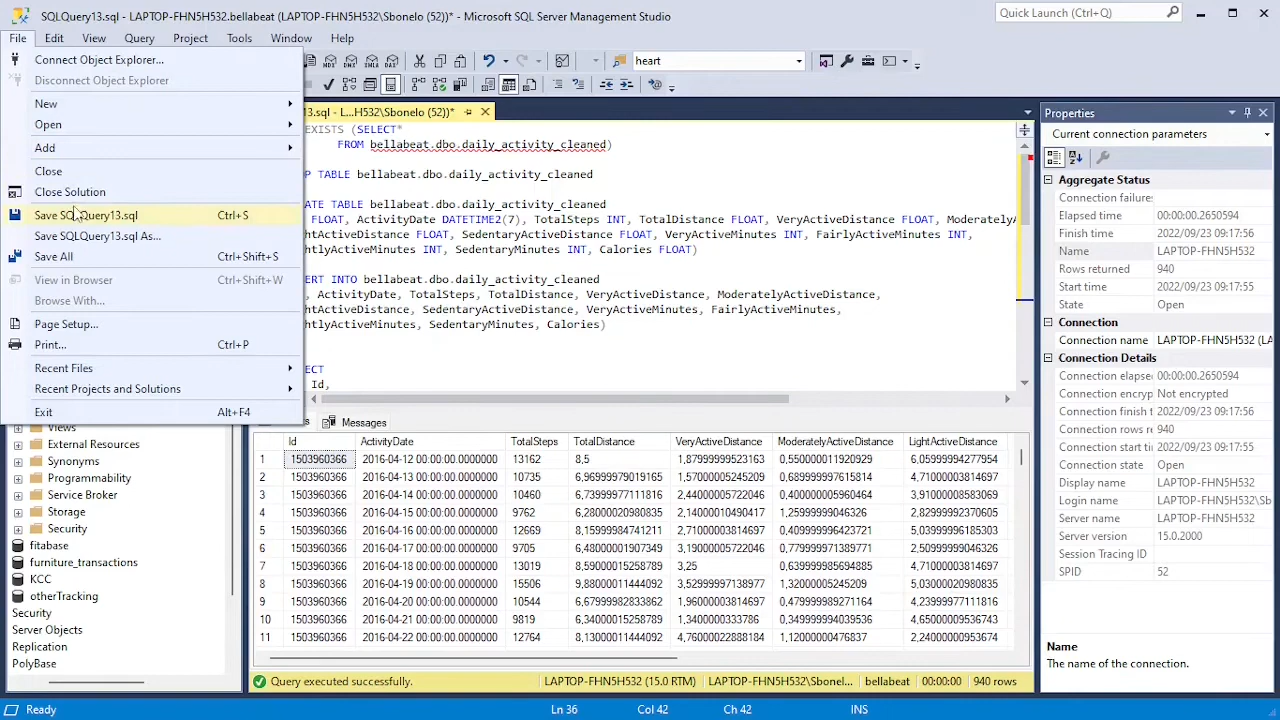 SQLQuery13.sql - LAPTOP-FHN5H532.bellabeat (LAPTOP-FHN5H532\Sbonelo (52))* - Microsoft SQL Server Management Studio
Quick Launch (Ctrl+Q)
File Edit View Query Project Tools Window Help
Connect Object Explorer...
Disconnect Object Explorer
New
Open
Add
Close
Close Solution
Save SQLQuery13.sql Ctrl+S
Save SQLQuery13.sql As...
Save All Ctrl+Shift+S
View in Browser Ctrl+Shift+W
Browse With...
Page Setup...
Print... Ctrl+P
Recent Files
Recent Projects and Solutions
Exit Alt+F4
heart
13.sql - L...H532\Sbonelo (52))*
EXISTS (SELECT*
FROM bellabeat.dbo.daily_activity_cleaned)
P TABLE bellabeat.dbo.daily_activity_cleaned
ATE TABLE bellabeat.dbo.daily_activity_cleaned
FLOAT, ActivityDate DATETIME2(7), TotalSteps INT, TotalDistance FLOAT, VeryActiveDistance FLOAT, ModeratelyA
ghtActiveDistance FLOAT, SedentaryActiveDistance FLOAT, VeryActiveMinutes INT, FairlyActiveMinutes INT,
htlyActiveMinutes INT, SedentaryMinutes INT, Calories FLOAT)
ERT INTO bellabeat.dbo.daily_activity_cleaned
, ActivityDate, TotalSteps, TotalDistance, VeryActiveDistance, ModeratelyActiveDistance,
htActiveDistance, SedentaryActiveDistance, VeryActiveMinutes, FairlyActiveMinutes,
htlyActiveMinutes, SedentaryMinutes, Calories)
ECT
Id,
Messages
Id ActivityDate TotalSteps TotalDistance VeryActiveDistance ModeratelyActiveDistance LightActiveDistance
1 1503960366 2016-04-12 00:00:00.0000000 13162 8,5 1,87999999523163 0,550000011920929 6,05999994277954
2 1503960366 2016-04-13 00:00:00.0000000 10735 6,96999979019165 1,57000005245209 0,689999997615814 4,71000003814697
3 1503960366 2016-04-14 00:00:00.0000000 10460 6,73999977111816 2,44000005722046 0,400000005960464 3,91000008583069
4 1503960366 2016-04-15 00:00:00.0000000 9762 6,28000020980835 2,14000010490417 1,25999999046326 2,82999992370605
5 1503960366 2016-04-16 00:00:00.0000000 12669 8,15999984741211 2,71000003814697 0,409999996423721 5,03999996185303
6 1503960366 2016-04-17 00:00:00.0000000 9705 6,48000001907349 3,19000005722046 0,779999971389771 2,50999999046326
7 1503960366 2016-04-18 00:00:00.0000000 13019 8,59000015258789 3,25 0,639999985694885 4,71000003814697
8 1503960366 2016-04-19 00:00:00.0000000 15506 9,88000011444092 3,52999997138977 1,32000005245209 5,03000020980835
9 1503960366 2016-04-20 00:00:00.0000000 10544 6,67999982833862 1,96000003814697 0,479999989271164 4,23999977111816
10 1503960366 2016-04-21 00:00:00.0000000 9819 6,34000015258789 1,34000003333786 0,349999994039536 4,65000009536743
11 1503960366 2016-04-22 00:00:00.0000000 12764 8,13000011444092 4,76000022888184 1,12000000476837 2,24000000953674
Query executed successfully. LAPTOP-FHN5H532 (15.0 RTM) LAPTOP-FHN5H532\Sbonel... bellabeat 00:00:00 940 rows
Views
External Resources
Synonyms
Programmability
Service Broker
Storage
Security
fitabase
furniture_transactions
KCC
otherTracking
Security
Server Objects
Replication
PolyBase
Properties
Current connection parameters
Aggregate Status
Connection failures
Elapsed time 00:00:00.2650594
Finish time 2022/09/23 09:17:56
Name LAPTOP-FHN5H532
Rows returned 940
Start time 2022/09/23 09:17:55
State Open
Connection
Connection name LAPTOP-FHN5H532 (LA
Connection Details
Connection elapse 00:00:00.2650594
Connection encryp Not encrypted
Connection finish t 2022/09/23 09:17:56
Connection rows r 940
Connection start ti 2022/09/23 09:17:55
Connection state Open
Display name LAPTOP-FHN5H532
Login name LAPTOP-FHN5H532\Sb
Server name LAPTOP-FHN5H532
Server version 15.0.2000
Session Tracing ID
SPID 52
Name
The name of the connection.
Ready Ln 36 Col 42 Ch 42 INS